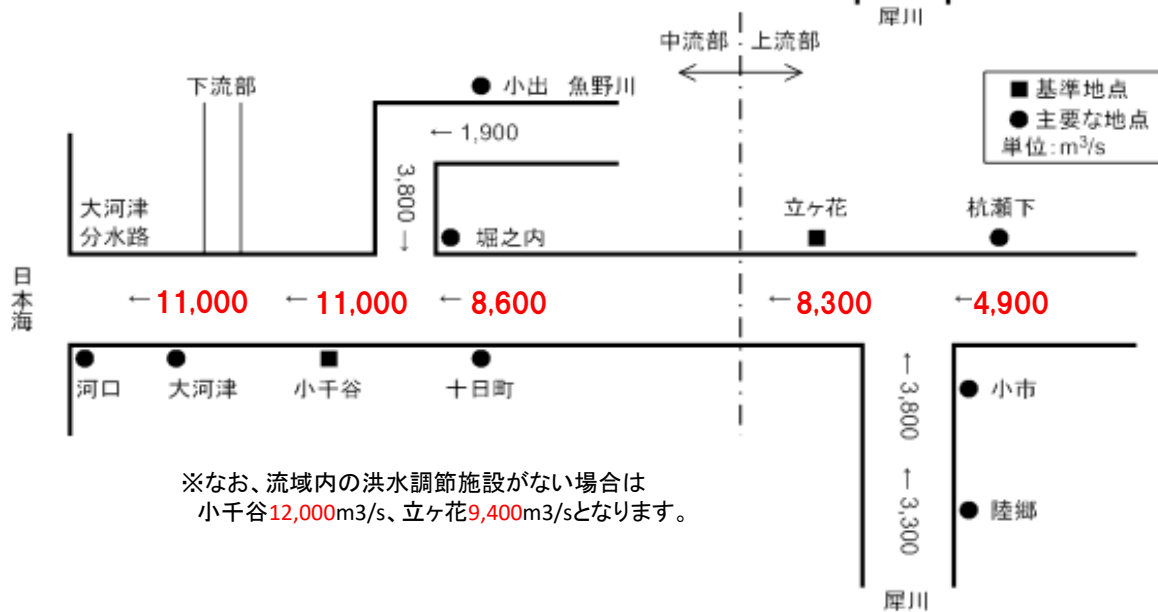 犀川
中流部 上流部
下流部
● 小出 魚野川
■ 基準地点
● 主要な地点
単位:m³/s
← 1,900
3,800 →
大河津
分水路
● 堀之内
立ヶ花
杭瀬下
日本海
← 11,000
← 11,000
← 8,600
← 8,300
← 4,900
河口
大河津
小千谷
十日町
← 3,800
● 小市
← 3,300
● 陸郷
※なお、流域内の洪水調節施設がない場合は
小千谷12,000m3/s、立ヶ花9,400m3/sとなります。
犀川